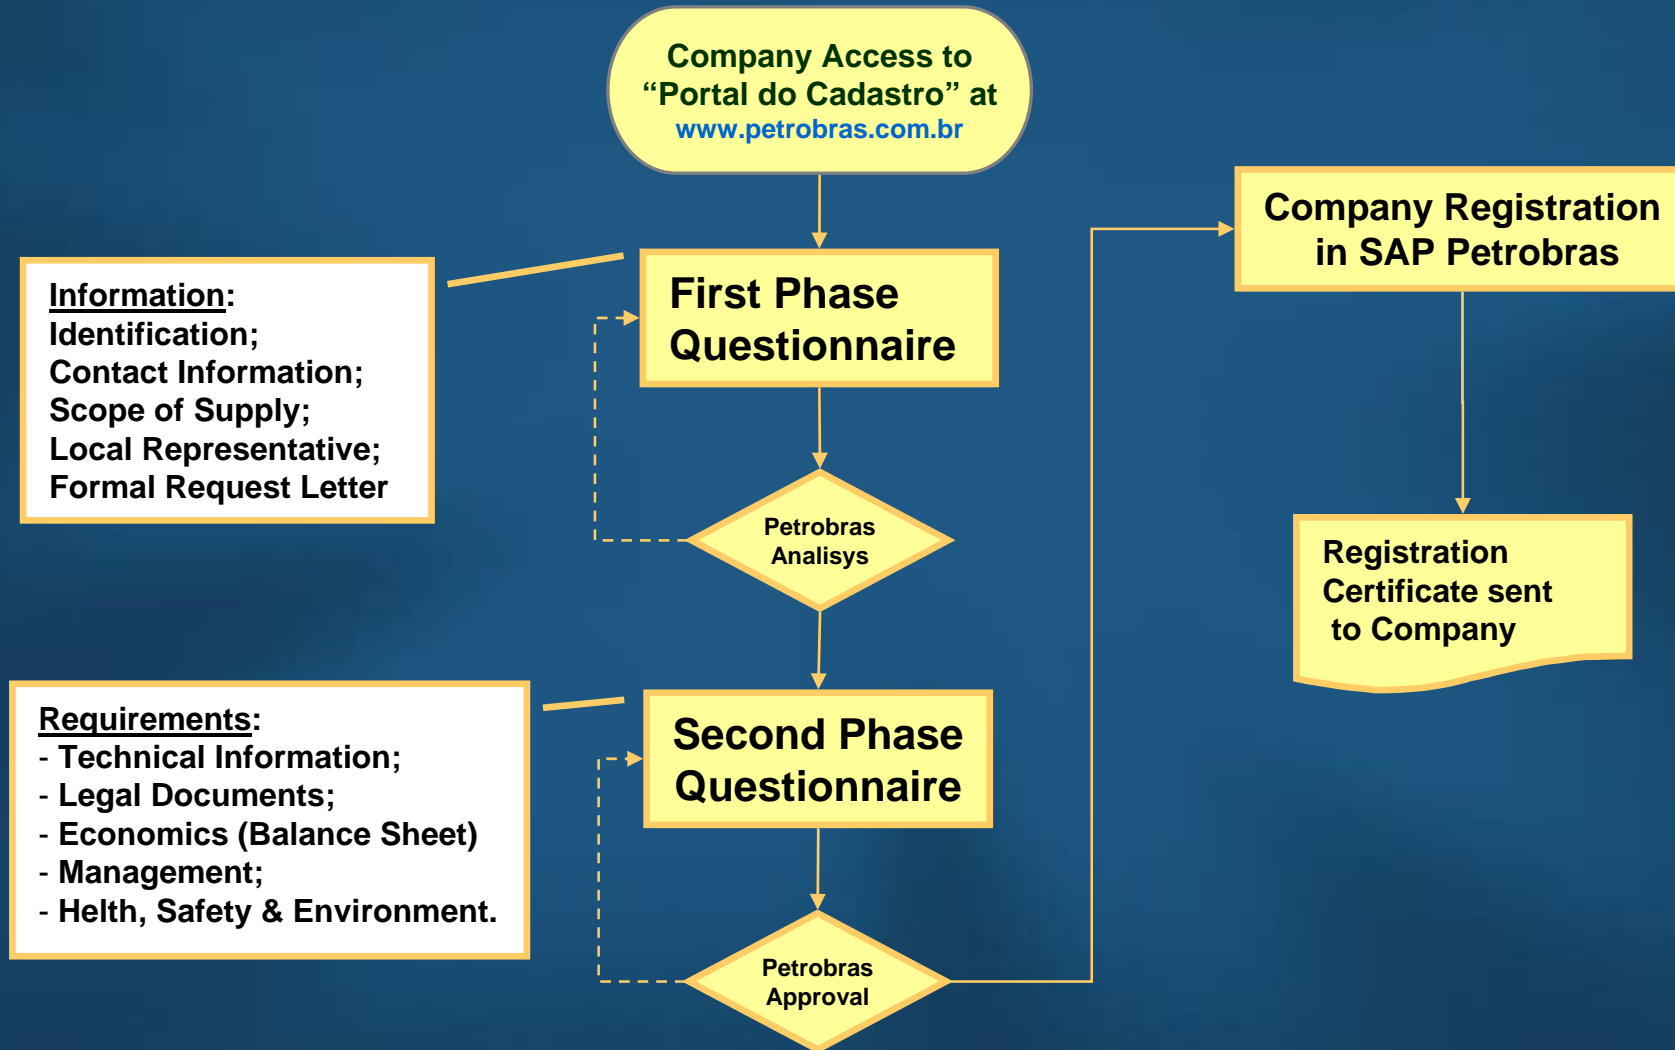 Company Access to
“Portal do Cadastro” at
www.petrobras.com.br
First Phase
Questionnaire
Information:
Identification;
Contact Information;
Scope of Supply;
Local Representative;
Formal Request Letter
Petrobras
Analisys
Second Phase
Questionnaire
Requirements:
- Technical Information;
- Legal Documents;
- Economics (Balance Sheet)
- Management;
- Helth, Safety & Environment.
Petrobras
Approval
Company Registration
in SAP Petrobras
Registration
Certificate sent
to Company